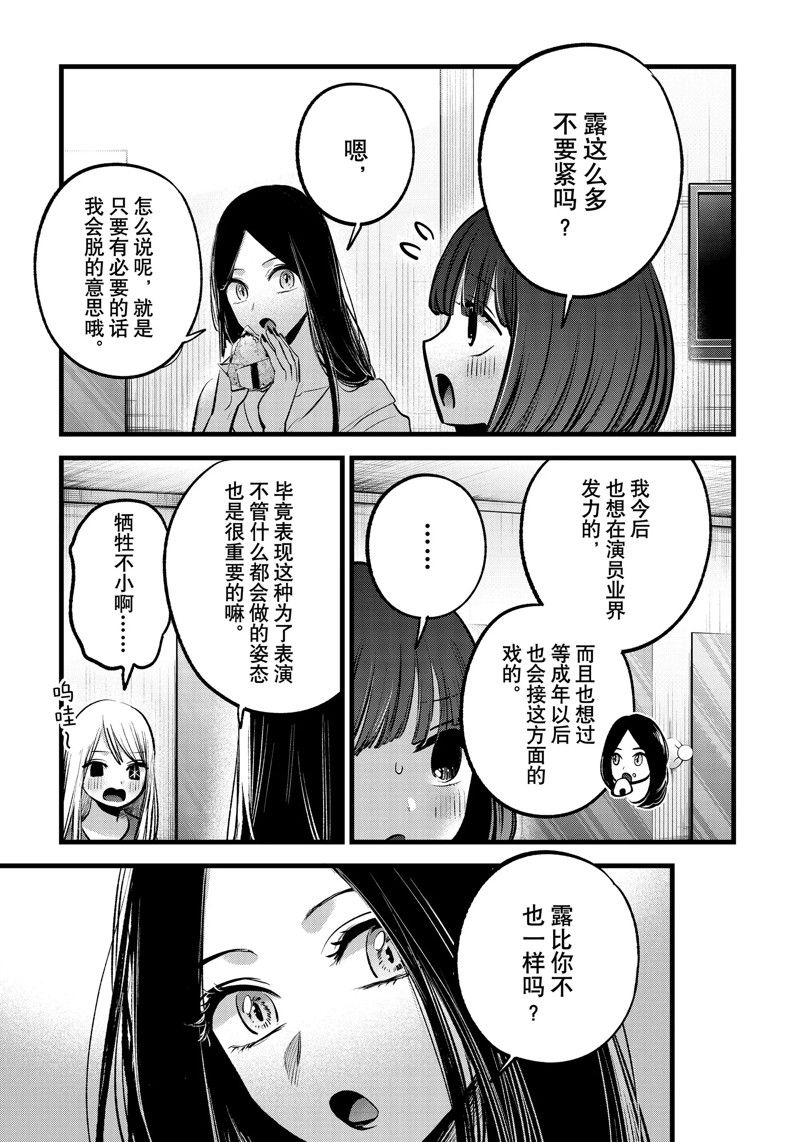 露这么多
不要紧吗？
嗯，
怎么说呢，就是
只要有必要的话
我会脱的意思哦。
我今后
也想在演员业界
发力的，
而且也想过
等成年以后
也会接这方面的
戏的。
……
毕竟表现这种为了表演
不管什么都会做的姿态
也是很重要的嘛。
牺牲不小啊……
呜哇~
露比你不
也一样吗？